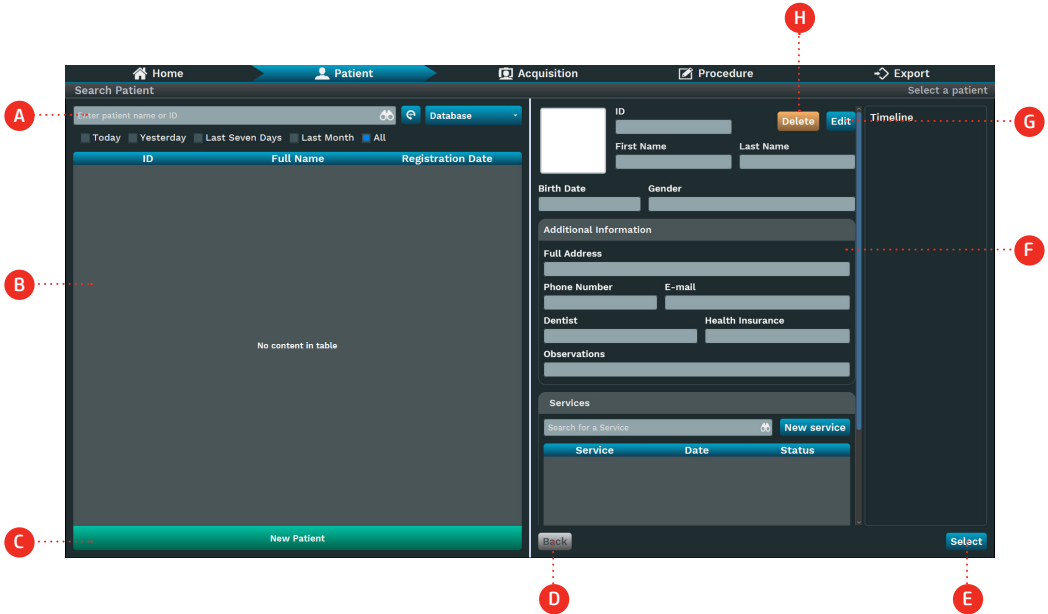 H
Home
Patient
Acquisition
Procedure
Export
Search Patient
Select a patient
A
Enter patient name or ID
Database
Today
Yesterday
Last Seven Days
Last Month
All
ID
Full Name
Registration Date
B
No content in table
C
New Patient
ID
Delete
Edit
G
First Name
Last Name
Birth Date
Gender
Additional Information
F
Full Address
Phone Number
E-mail
Dentist
Health Insurance
Observations
Services
Search for a Service
New service
Service
Date
Status
Timeline
Back
Select
D
E